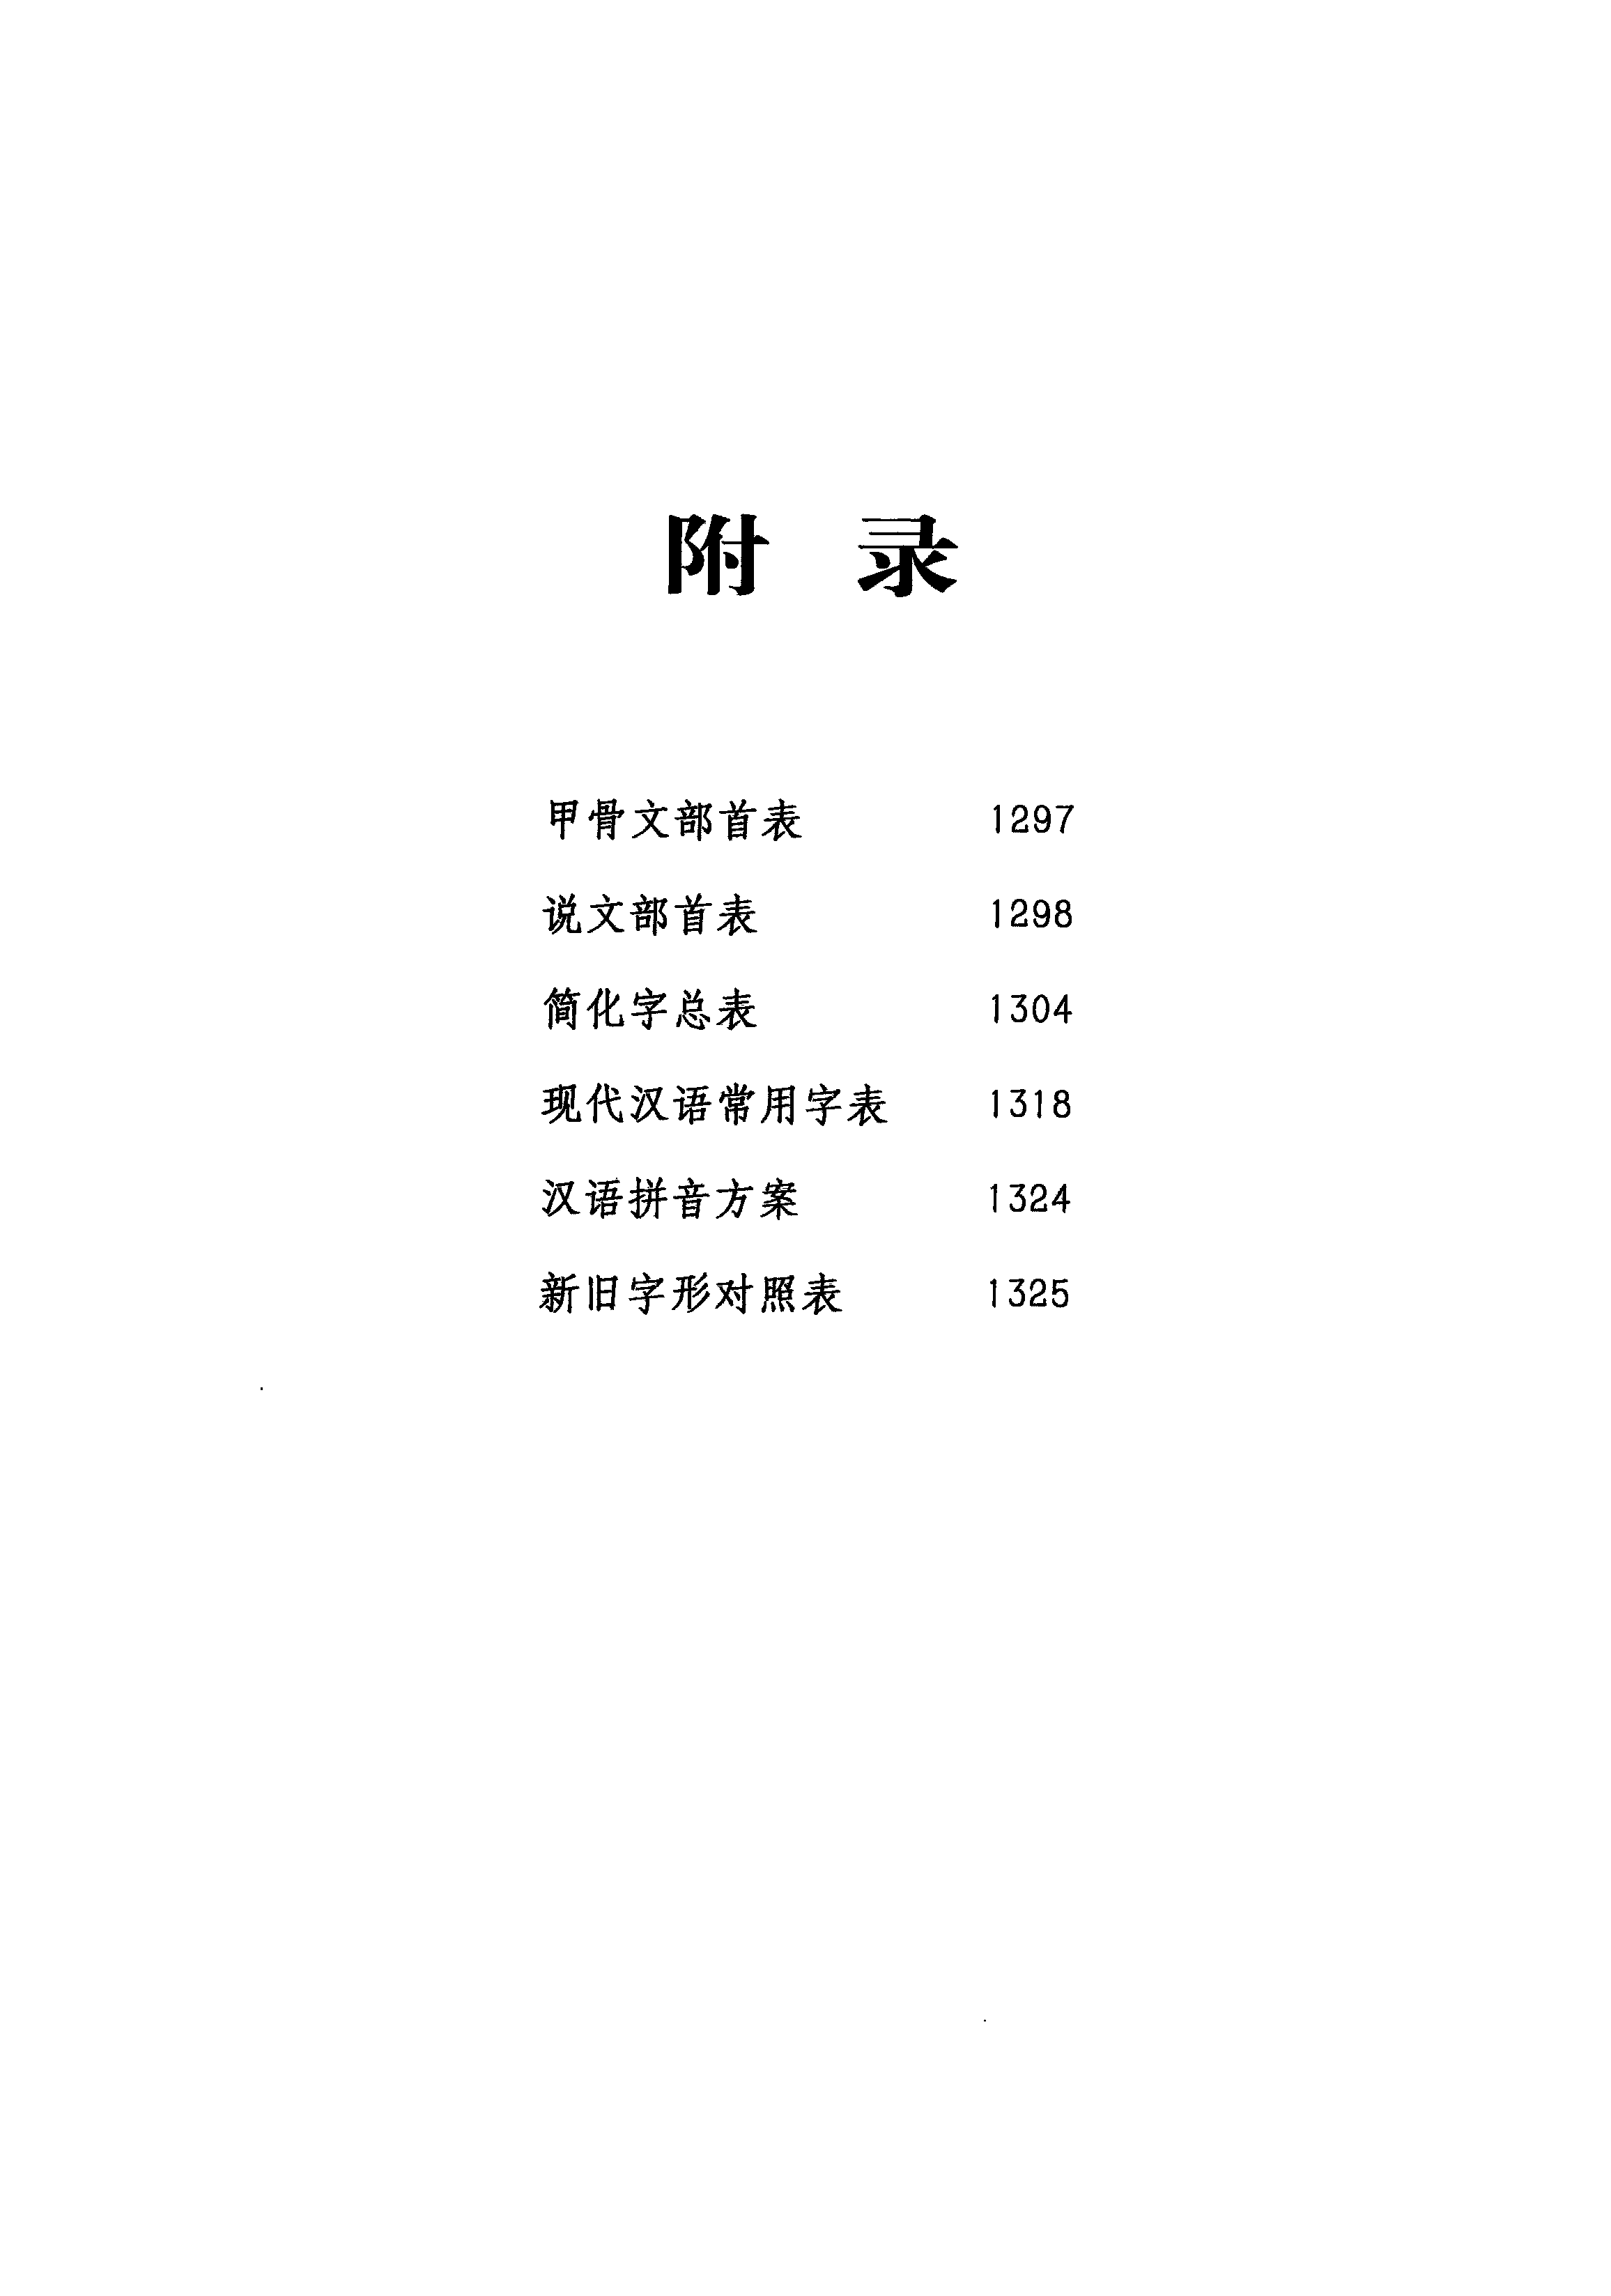 附 录
甲骨文部首表 1297
说文部首表 1298
简化字总表 1304
现代汉语常用字表 1318
汉语拼音方案 1324
新旧字形对照表 1325